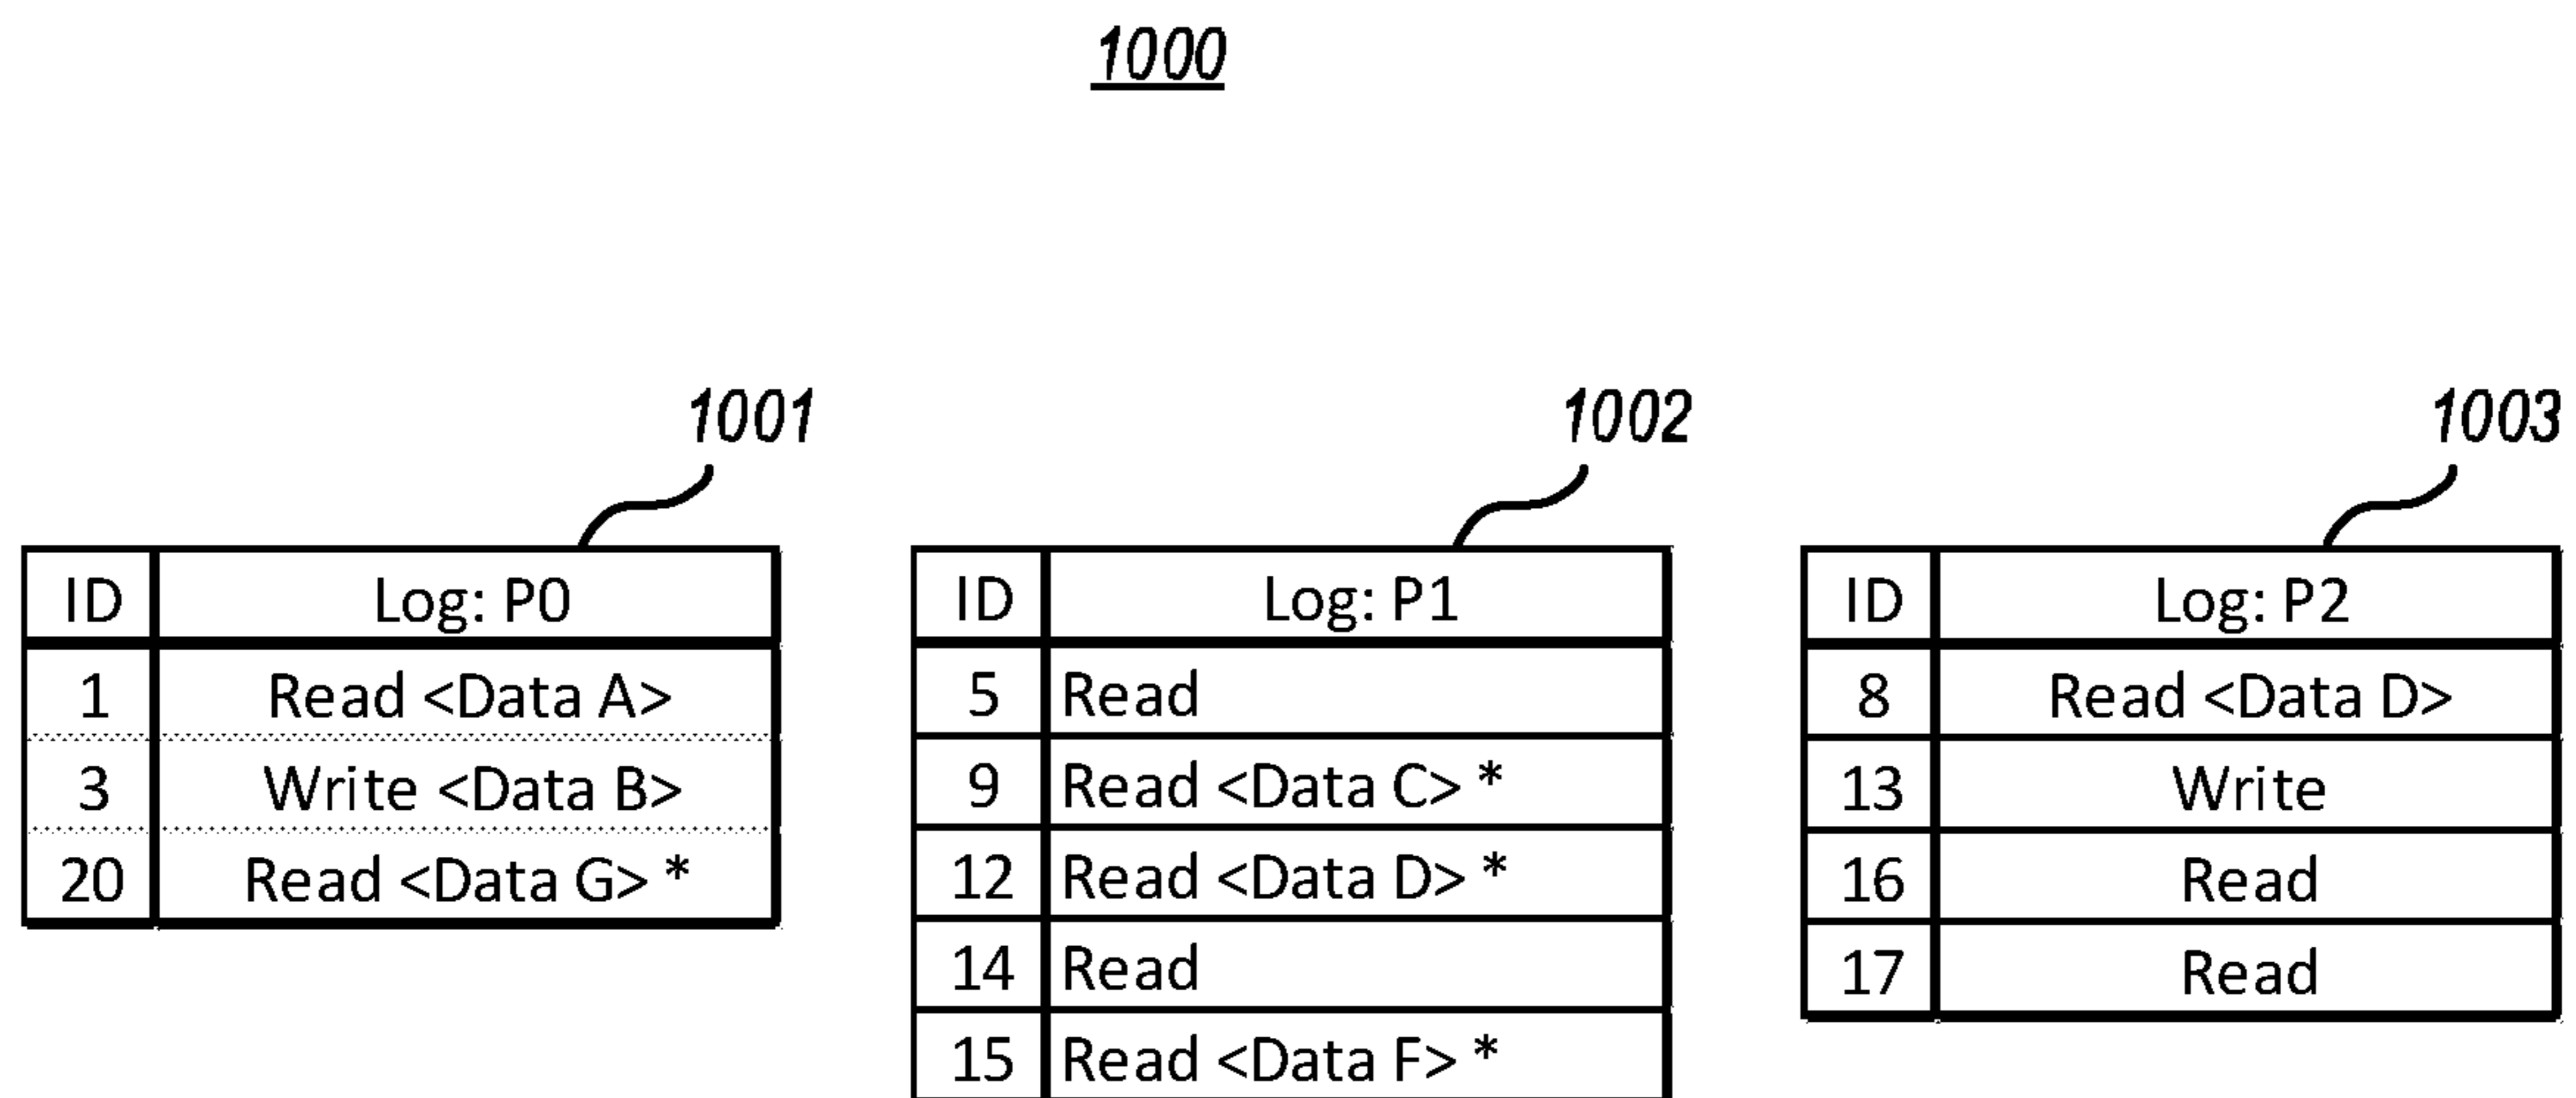 1000
1001
1002
1003
ID Log: P0
1 Read <Data A>
3 Write <Data B>
20 Read <Data G> *
ID Log: P1
5 Read
9 Read <Data C> *
12 Read <Data D> *
14 Read
15 Read <Data F> *
ID Log: P2
8 Read <Data D>
13 Write
16 Read
17 Read